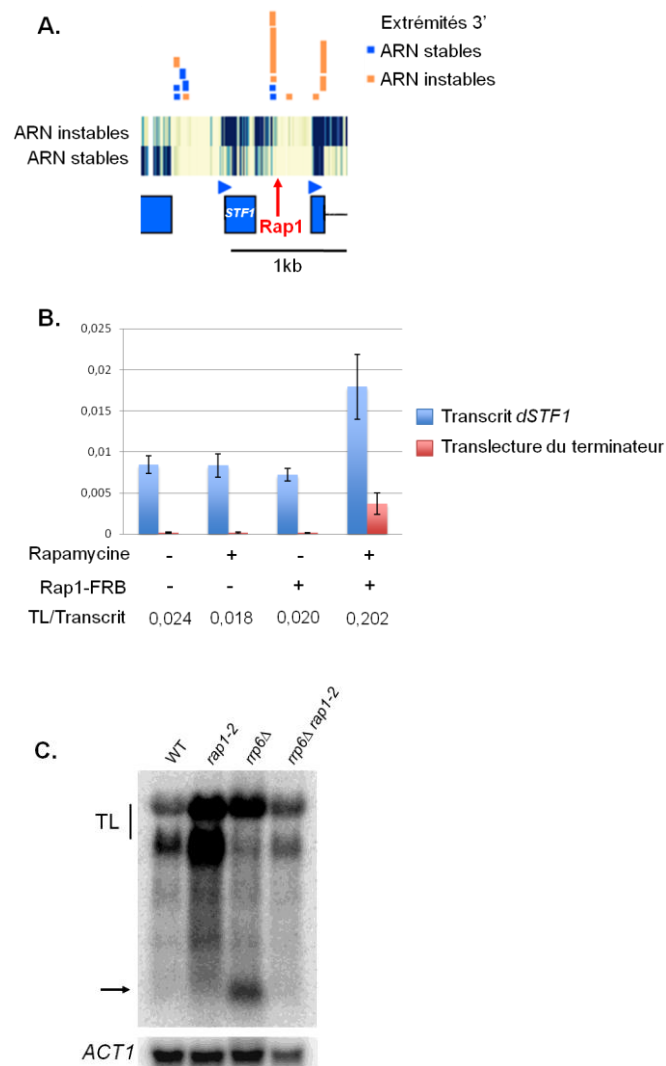 A.
Extrémités 3'
ARN stables
ARN instables
ARN instables
ARN stables
STF1
Rap1
1kb
B.
0,025
0,02
0,015
0,01
0,005
0
Transcrit dSTF1
Translecture du terminateur
Rapamycine - + - +
Rap1-FRB - - + +
TL/Transcrit 0,024 0,018 0,020 0,202
C.
WT rap1-2 rrp6Δ rrp6Δ rap1-2
TL
ACT1